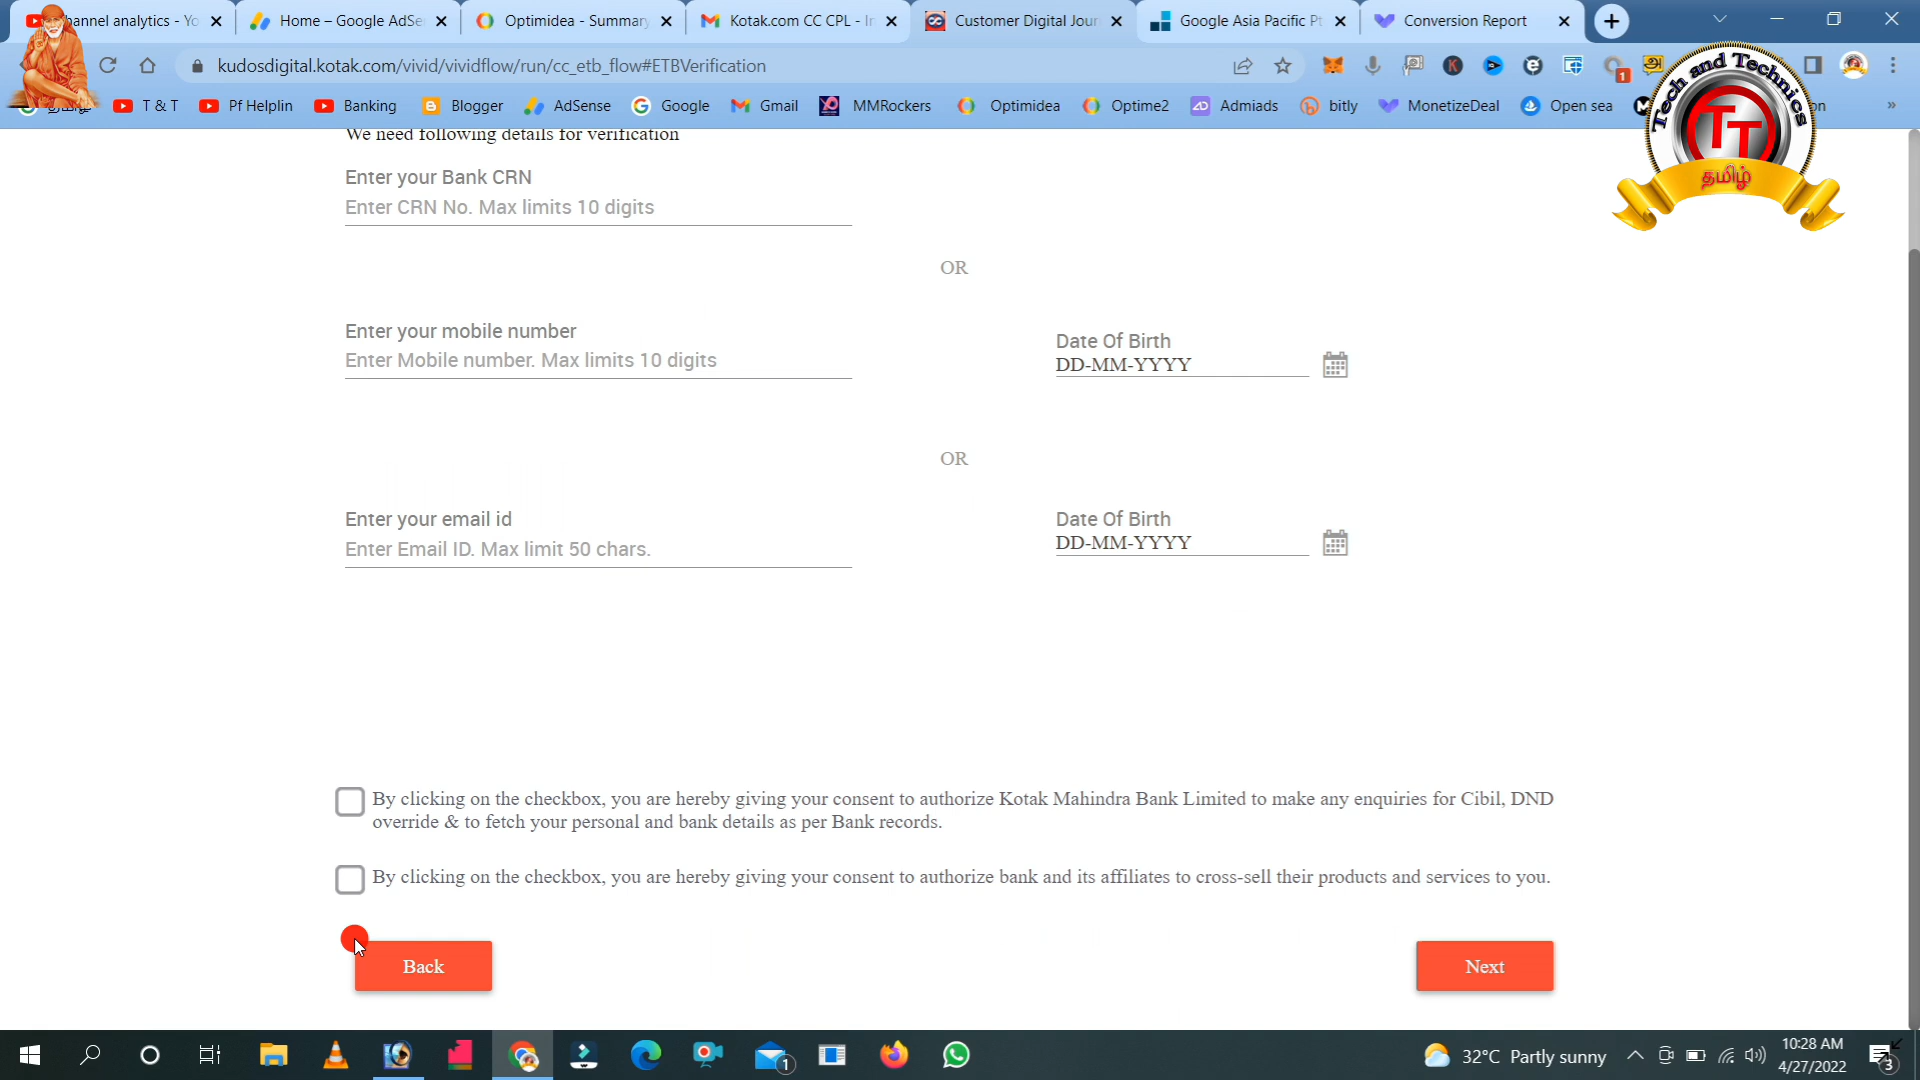 Channel analytics - Yo
Home – Google AdSe
Optimidea - Summary
Kotak.com CC CPL - In
Customer Digital Jour
Google Asia Pacific Pt
Conversion Report
kudosdigital.kotak.com/vivid/vividflow/run/cc_etb_flow#ETBVerification
T & T
Pf Helplin
Banking
Blogger
AdSense
Google
Gmail
MMRockers
Optimidea
Optime2
Admiads
bitly
MonetizeDeal
Open sea
»
1
Tech and Technics
TT
தமிழ்
We need following details for verification
Enter your Bank CRN
Enter CRN No. Max limits 10 digits
OR
Enter your mobile number
Enter Mobile number. Max limits 10 digits
Date Of Birth
DD-MM-YYYY
OR
Enter your email id
Enter Email ID. Max limit 50 chars.
Date Of Birth
DD-MM-YYYY
By clicking on the checkbox, you are hereby giving your consent to authorize Kotak Mahindra Bank Limited to make any enquiries for Cibil, DND
override & to fetch your personal and bank details as per Bank records.
By clicking on the checkbox, you are hereby giving your consent to authorize bank and its affiliates to cross-sell their products and services to you.
Back
Next
1
32°C Partly sunny
10:28 AM
4/27/2022
3